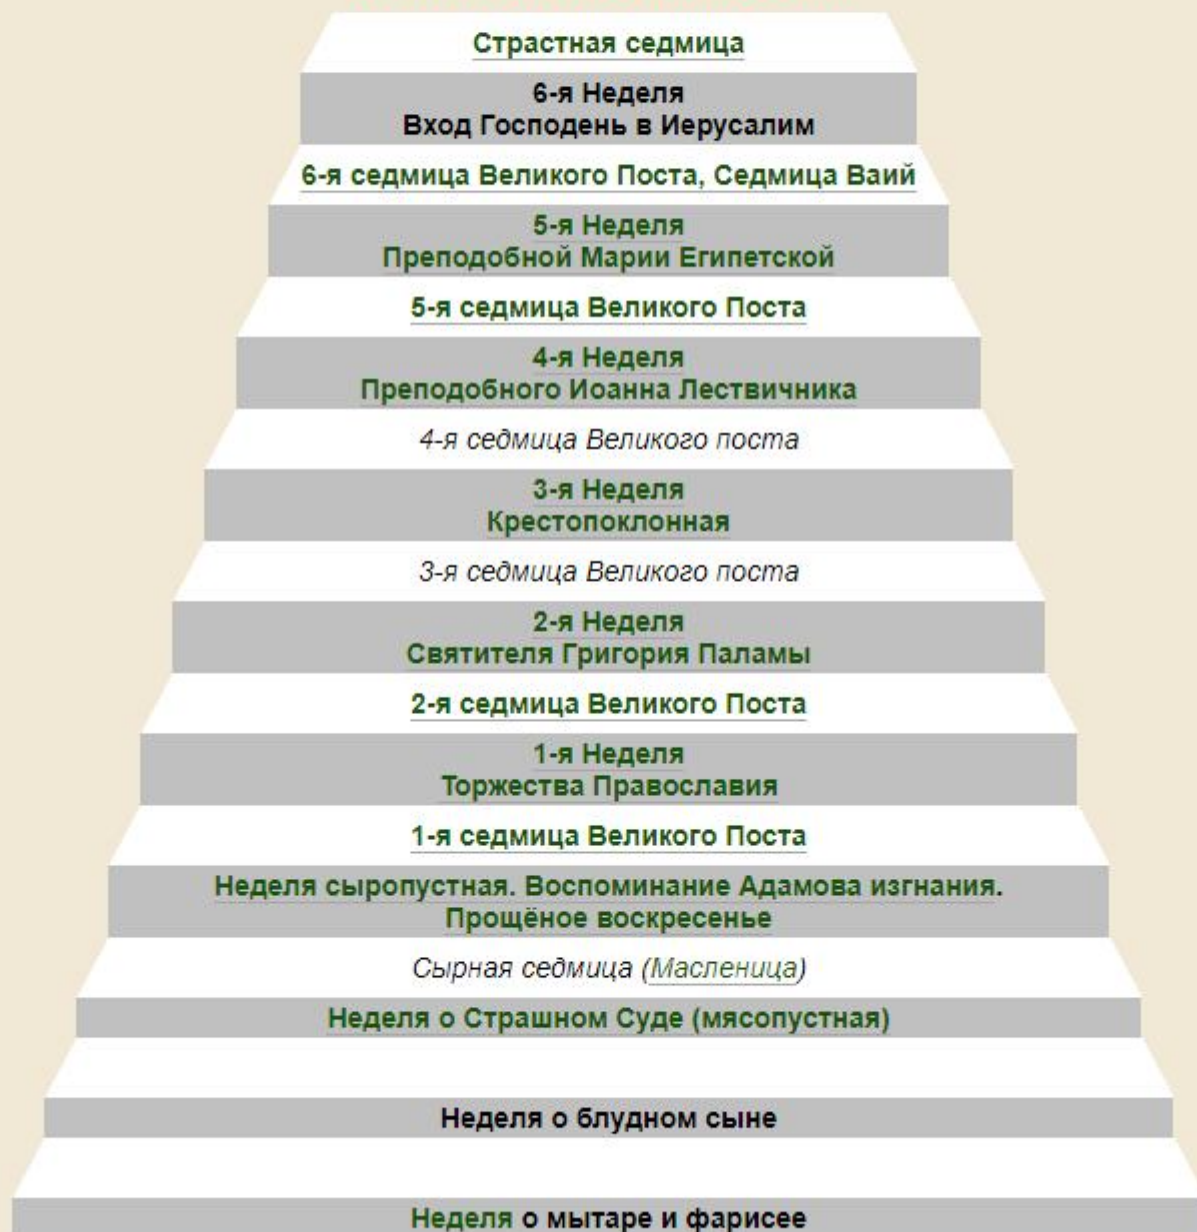 Страстная седмица
6-я Неделя
Вход Господень в Иерусалим
6-я седмица Великого Поста, Седмица Ваий
5-я Неделя
Преподобной Марии Египетской
5-я седмица Великого Поста
4-я Неделя
Преподобного Иоанна Лествичника
4-я седмица Великого поста
3-я Неделя
Крестопоклонная
3-я седмица Великого поста
2-я Неделя
Святителя Григория Паламы
2-я седмица Великого Поста
1-я Неделя
Торжества Православия
1-я седмица Великого Поста
Неделя сыропустная. Воспоминание Адамова изгнания.
Прощёное воскресенье
Сырная седмица (Масленица)
Неделя о Страшном Суде (мясопустная)
Неделя о блудном сыне
Неделя о мытаре и фарисее